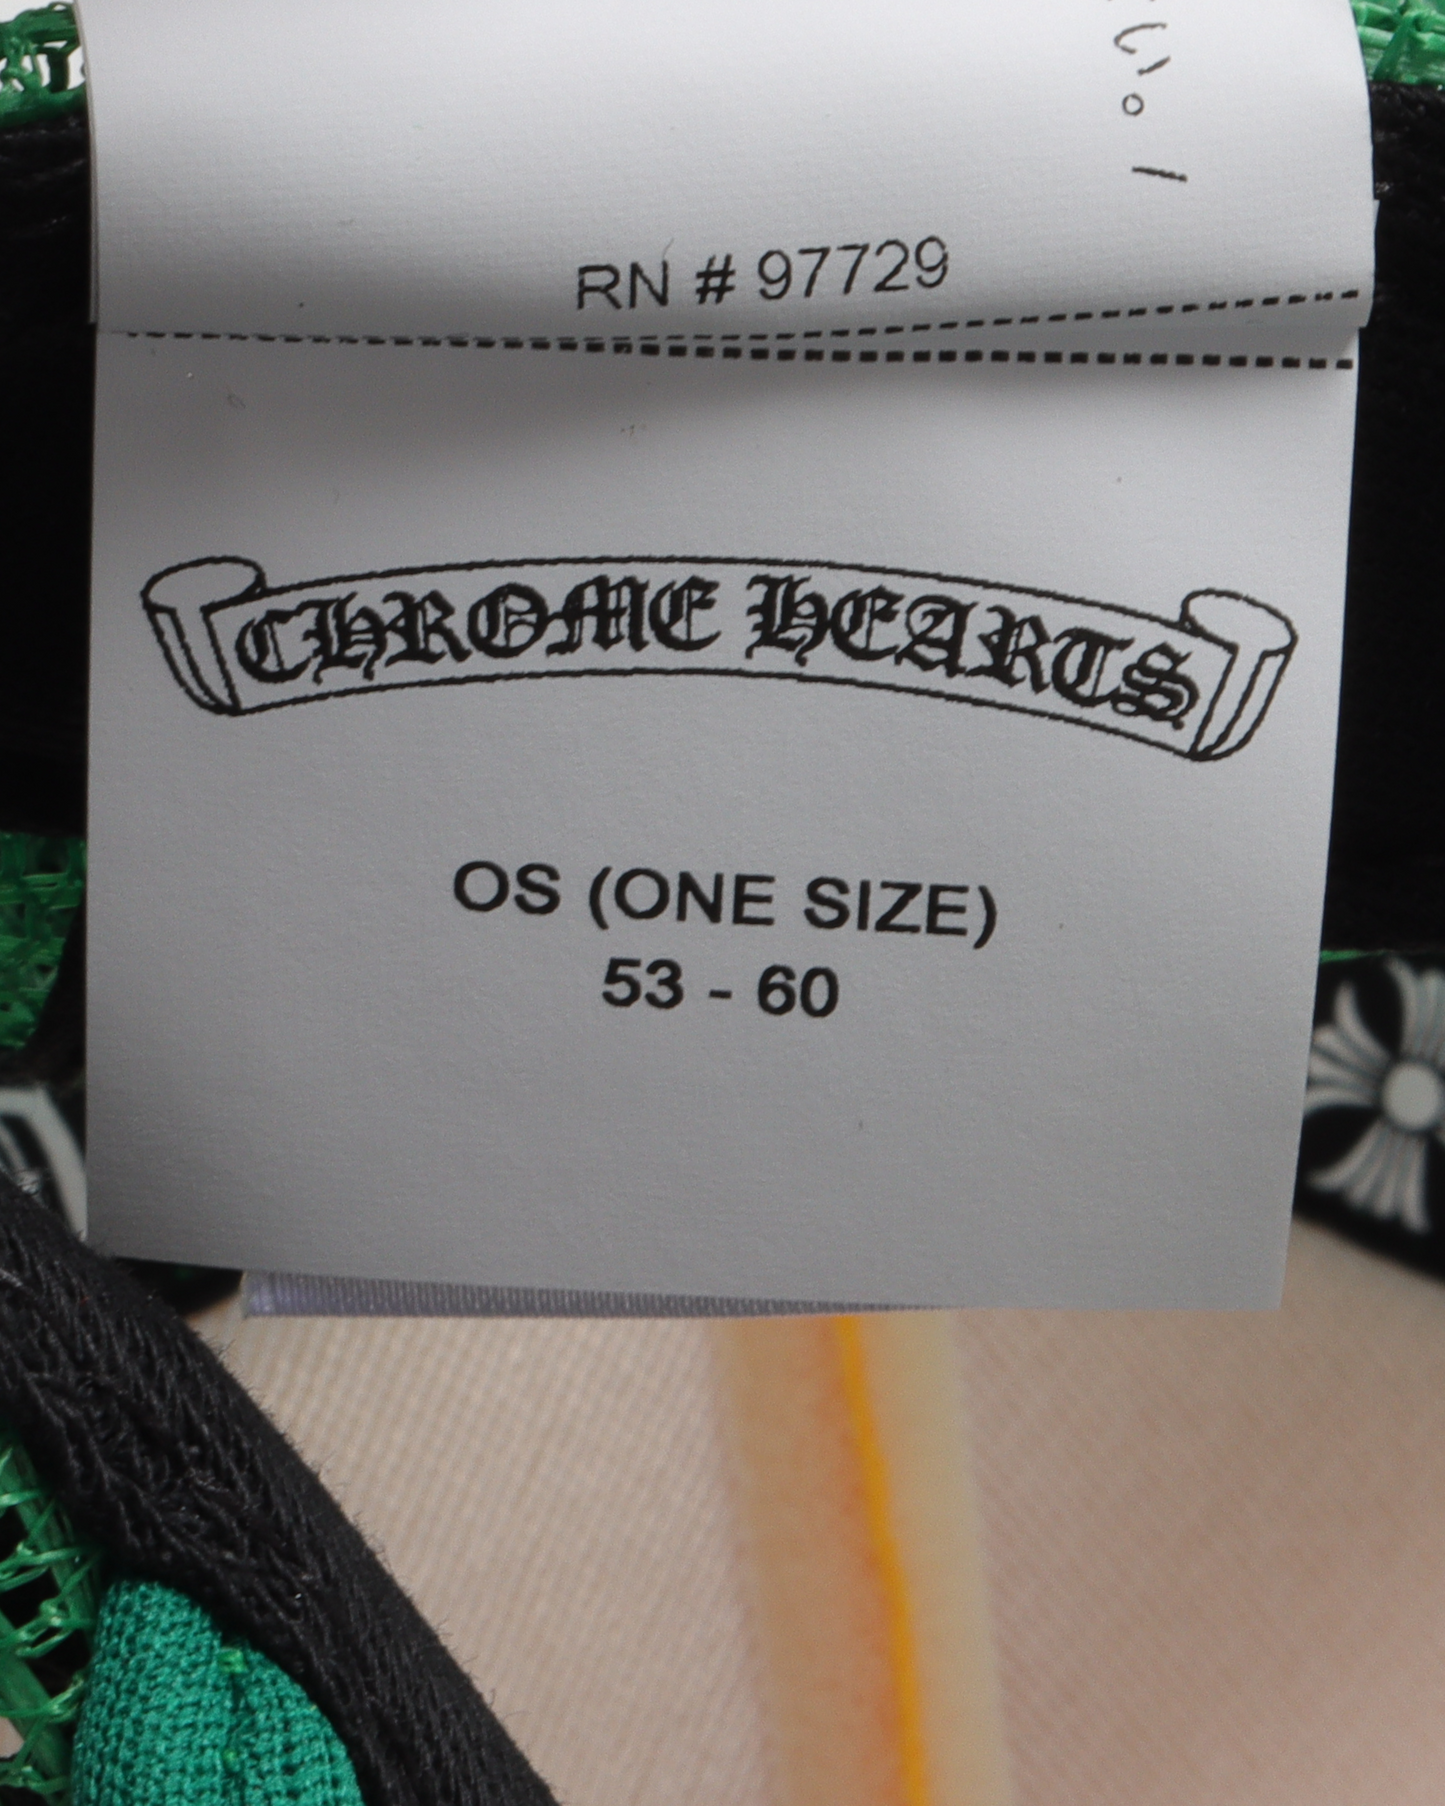 RN # 97729
CHROME HEARTS
OS (ONE SIZE)
53 - 60